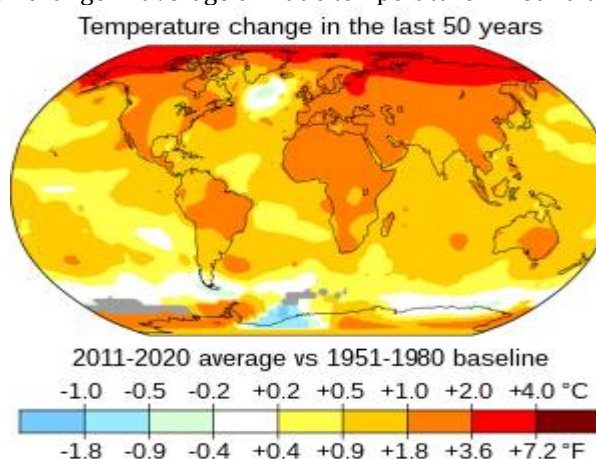 Temperature change in the last 50 years
2011-2020 average vs 1951-1980 baseline
-1.0 -0.5 -0.2 +0.2 +0.5 +1.0 +2.0 +4.0 °C
-1.8 -0.9 -0.4 +0.4 +0.9 +1.8 +3.6 +7.2 °F